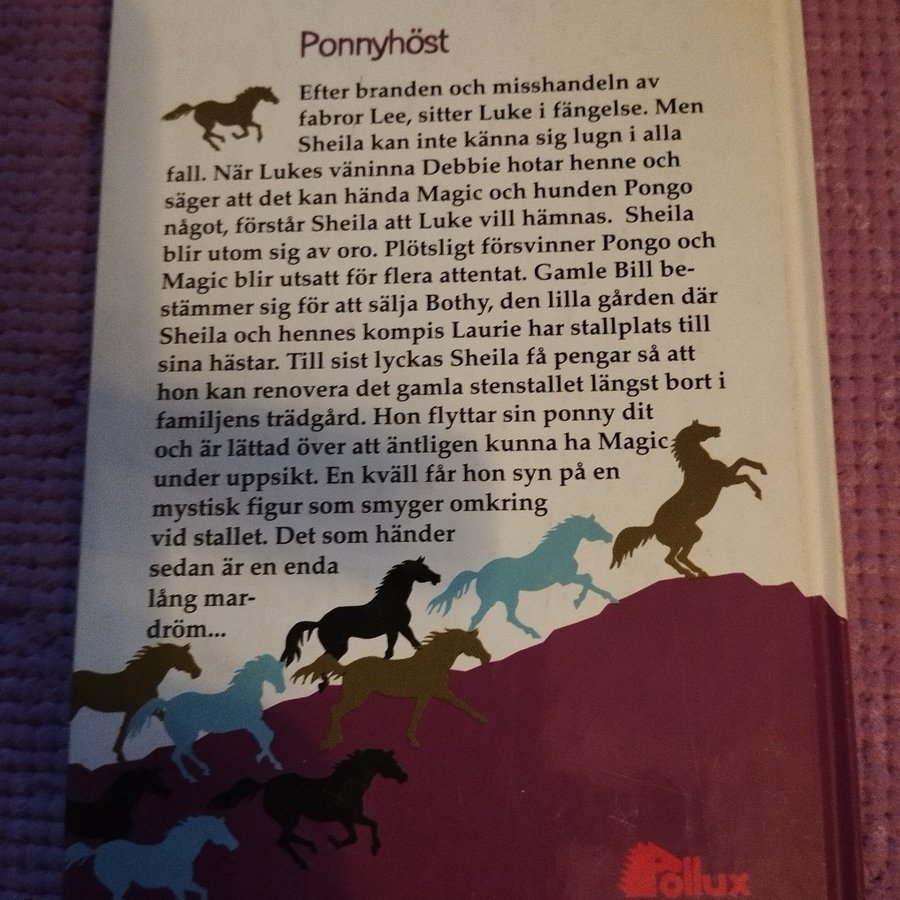 Ponnyhöst
Efter branden och misshandeln av
fabror Lee, sitter Luke i fängelse. Men
Sheila kan inte känna sig lugn i alla
fall. När Lukes väninna Debbie hotar henne och
säger att det kan hända Magic och hunden Pongo
något, förstår Sheila att Luke vill hämnas. Sheila
blir utom sig av oro. Plötsligt försvinner Pongo och
Magic blir utsatt för flera attentat. Gamle Bill be-
stämmer sig för att sälja Bothy, den lilla gården där
Sheila och hennes kompis Laurie har stallplats till
sina hästar. Till sist lyckas Sheila få pengar så att
hon kan renovera det gamla stenstallet längst bort i
familjens trädgård. Hon flyttar sin ponny dit
och är lättad över att äntligen kunna ha Magic
under uppsikt. En kväll får hon syn på en
mystisk figur som smyger omkring
vid stallet. Det som händer
sedan är en enda
lång mar-
dröm...
Pollux